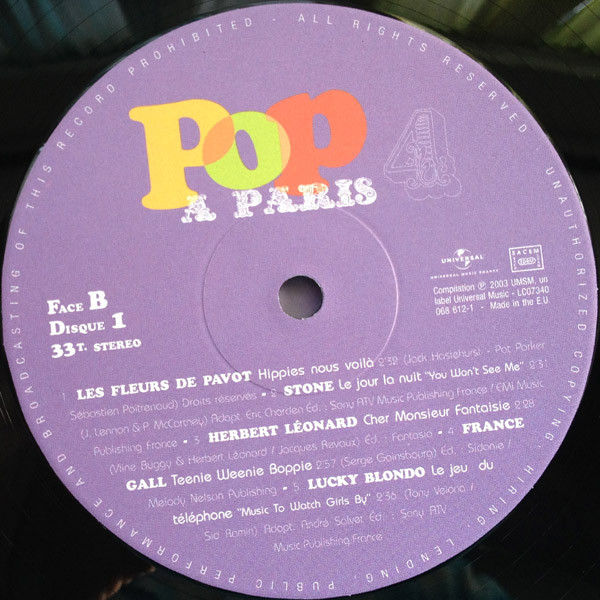 PERFORMANCE AND BROADCASTING OF THIS RECORD PROHIBITED - ALL RIGHTS RESERVED
UNAUTHORIZED COPYING, HIRING, LENDING, PUBLIC
Pop 4
A PARIS
UNIVERSAL
UNIVERSAL MUSIC FRANCE
SACEM
Compilation ℗ 2003 UMSM, un
label Universal Music - LC07340
068 612-1 - Made in the E.U.
FACE B
DISQUE 1
33T. STEREO
LES FLEURS DE PAVOT Hippies nous voilà 2'32 (Jack Haslehurs) - Pat Parker
Sébastien Poitrenaud) Droits réservés • 2 STONE Le jour la nuit "You Won't See Me" 2'31
(J. Lennon & P. McCartney) Adapt. Eric Charden Ed. : Sony ATV Music Publishing France / EMI Music
Publishing France • 3 HERBERT LÉONARD Cher Monsieur Fantaisie 2'28
(Mine Buggy & Herbert Léonard / Jacques Revaux) Ed. : Fantasia • 4 FRANCE
GALL Teenie Weenie Boppie 2'57 (Serge Gainsbourg) Ed. : Sidonie /
Melody Nelson Publishing • 5 LUCKY BLONDO Le jeu du
téléphone "Music To Watch Girls By" 2'36 (Tony Velona /
Sid Ramin) Adapt. André Salvet Ed. : Sony ATV
Music Publishing France